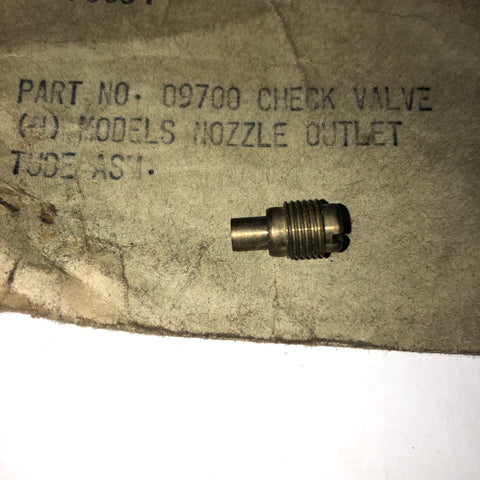 PART NO. 09700 CHECK VALVE
(J) MODELS NOZZLE OUTLET
TUBE ASM.